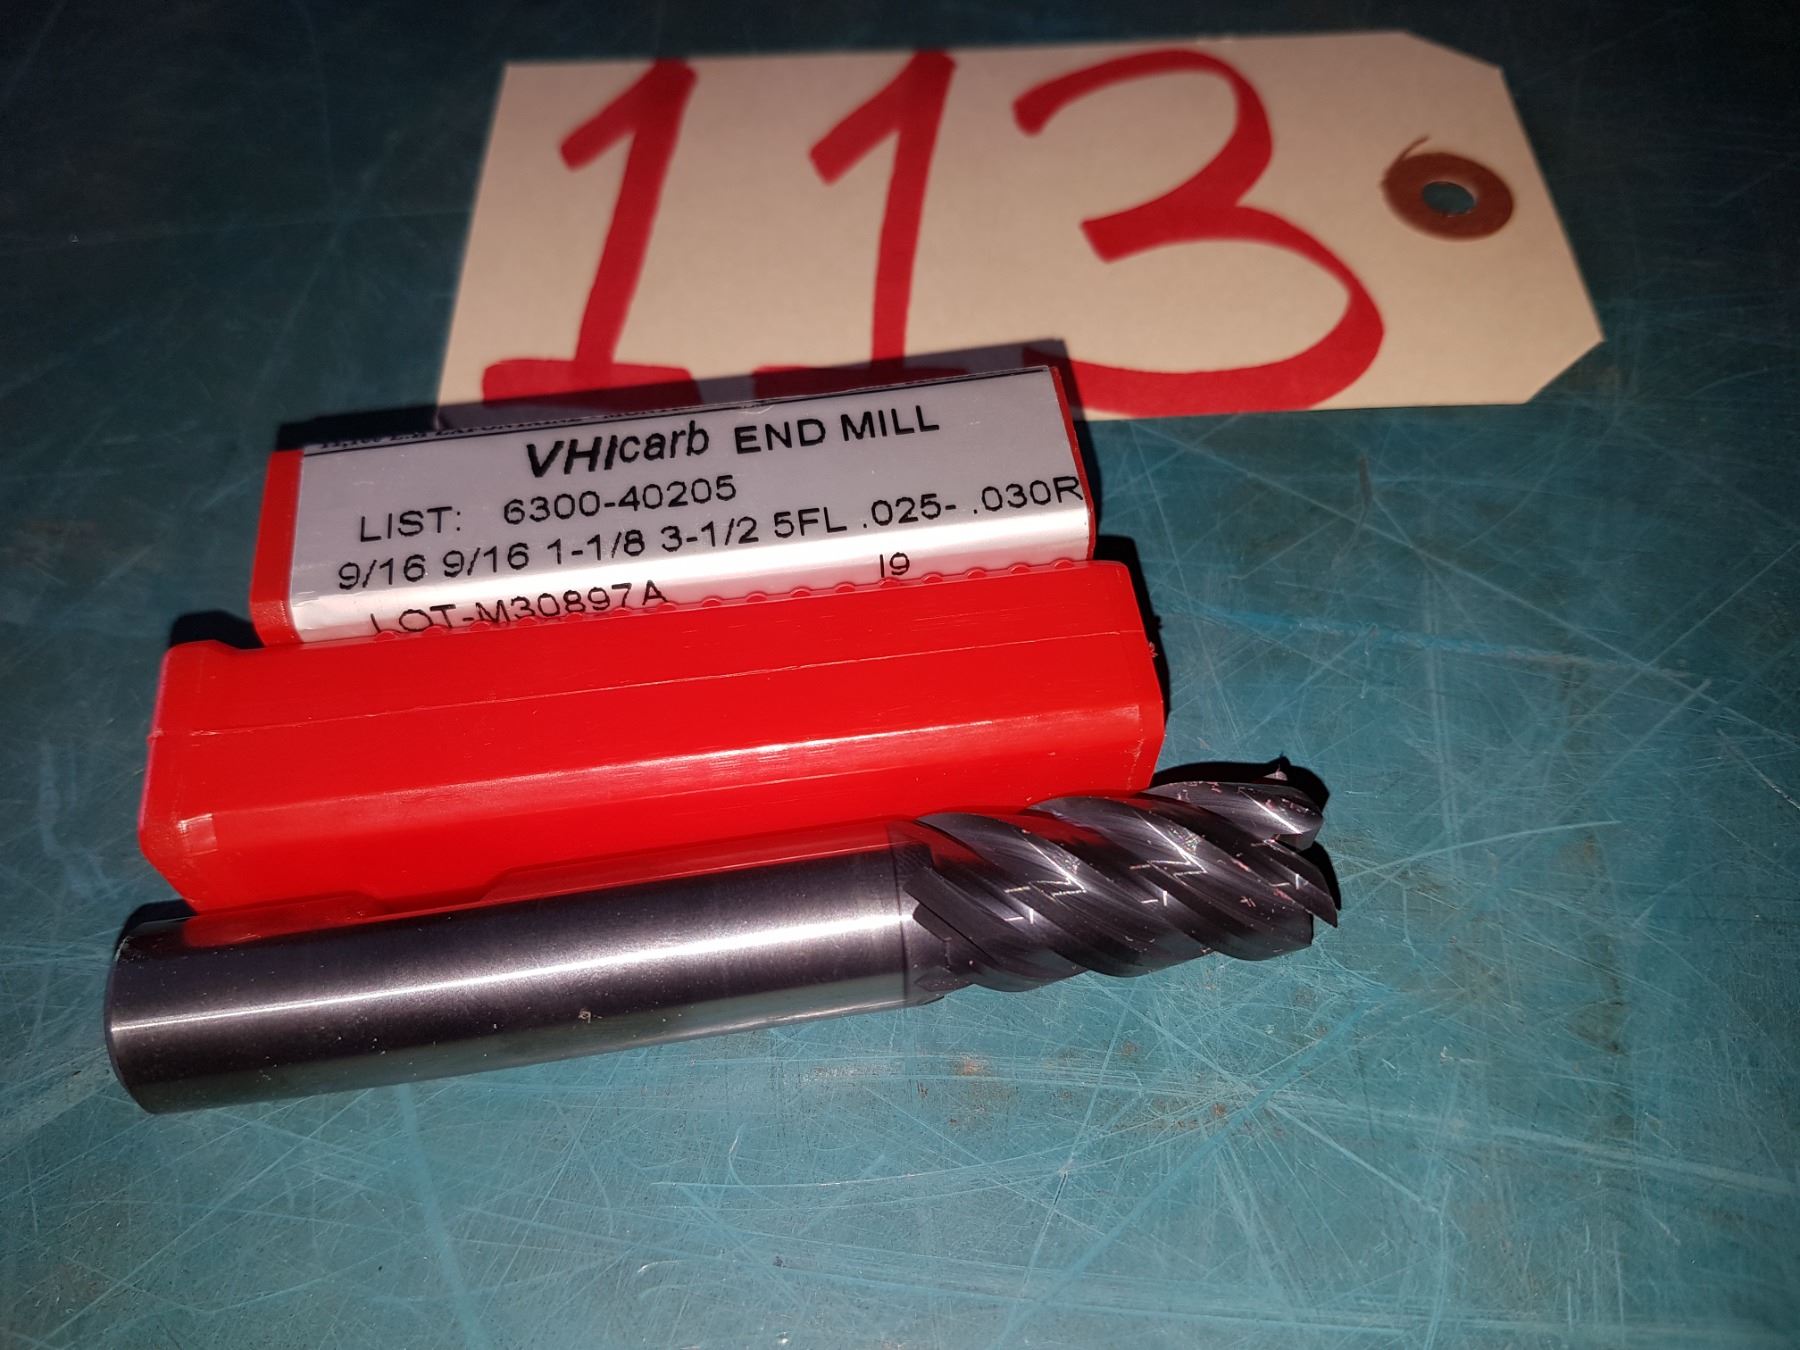 113
VHIcarb END MILL
LIST: 6300-40205
9/16 9/16 1-1/8 3-1/2 5FL .025- .030R
LOT-M30897A I9